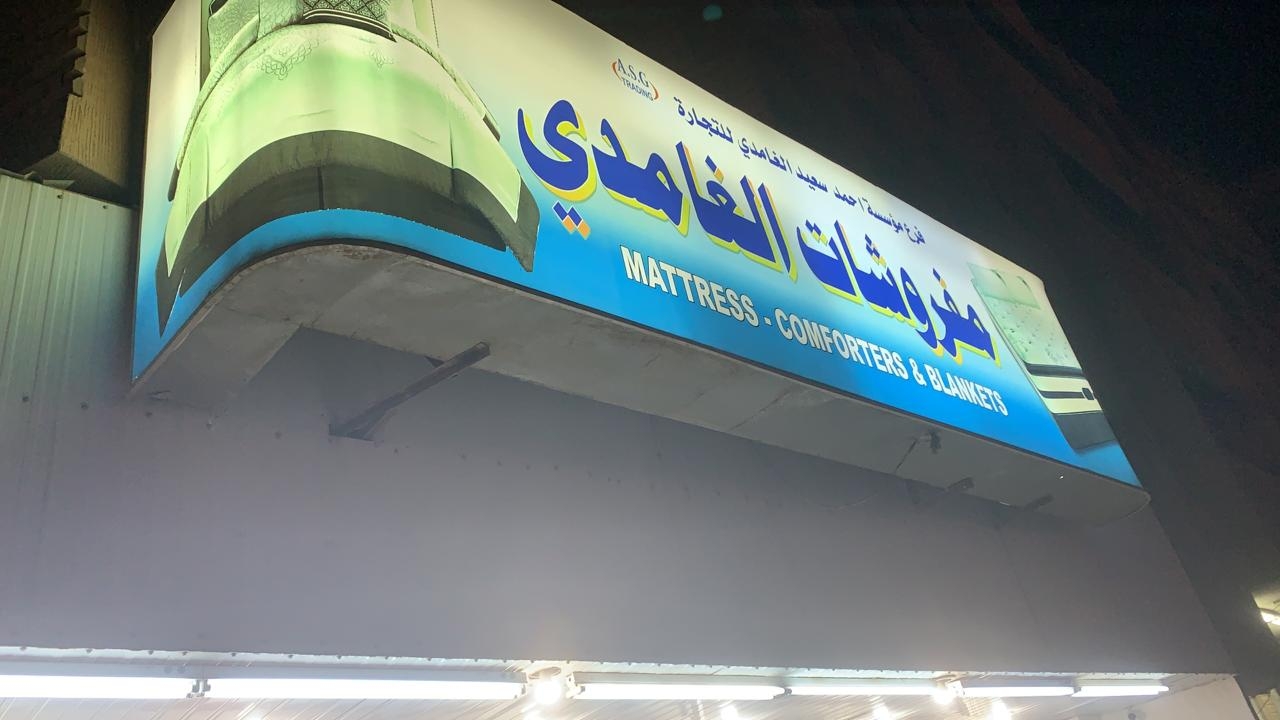 A.S.G
TRADING
فرع مؤسسة احمد سعيد الغامدي للتجارة
مفروشات الغامدي
MATTRESS - COMFORTERS & BLANKETS